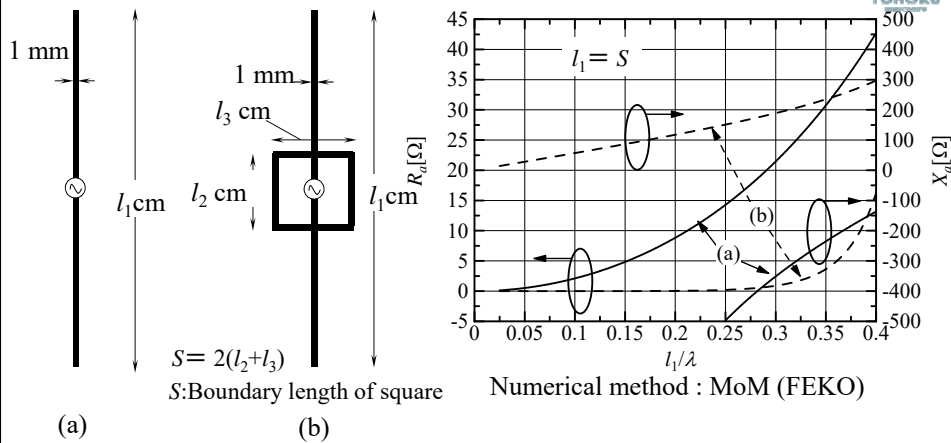 1 mm
l1cm
(a)
1 mm
l3 cm
l2 cm
l1cm
S= 2(l2+l3)
S:Boundary length of square
(b)
45
40
35
30
25
20
15
10
5
0
-5
Ra[Ω]
l1= S
(b)
(a)
500
400
300
200
100
0
-100
-200
-300
-400
-500
Xa[Ω]
0 0.05 0.1 0.15 0.2 0.25 0.3 0.35 0.4
l1/λ
Numerical method : MoM (FEKO)